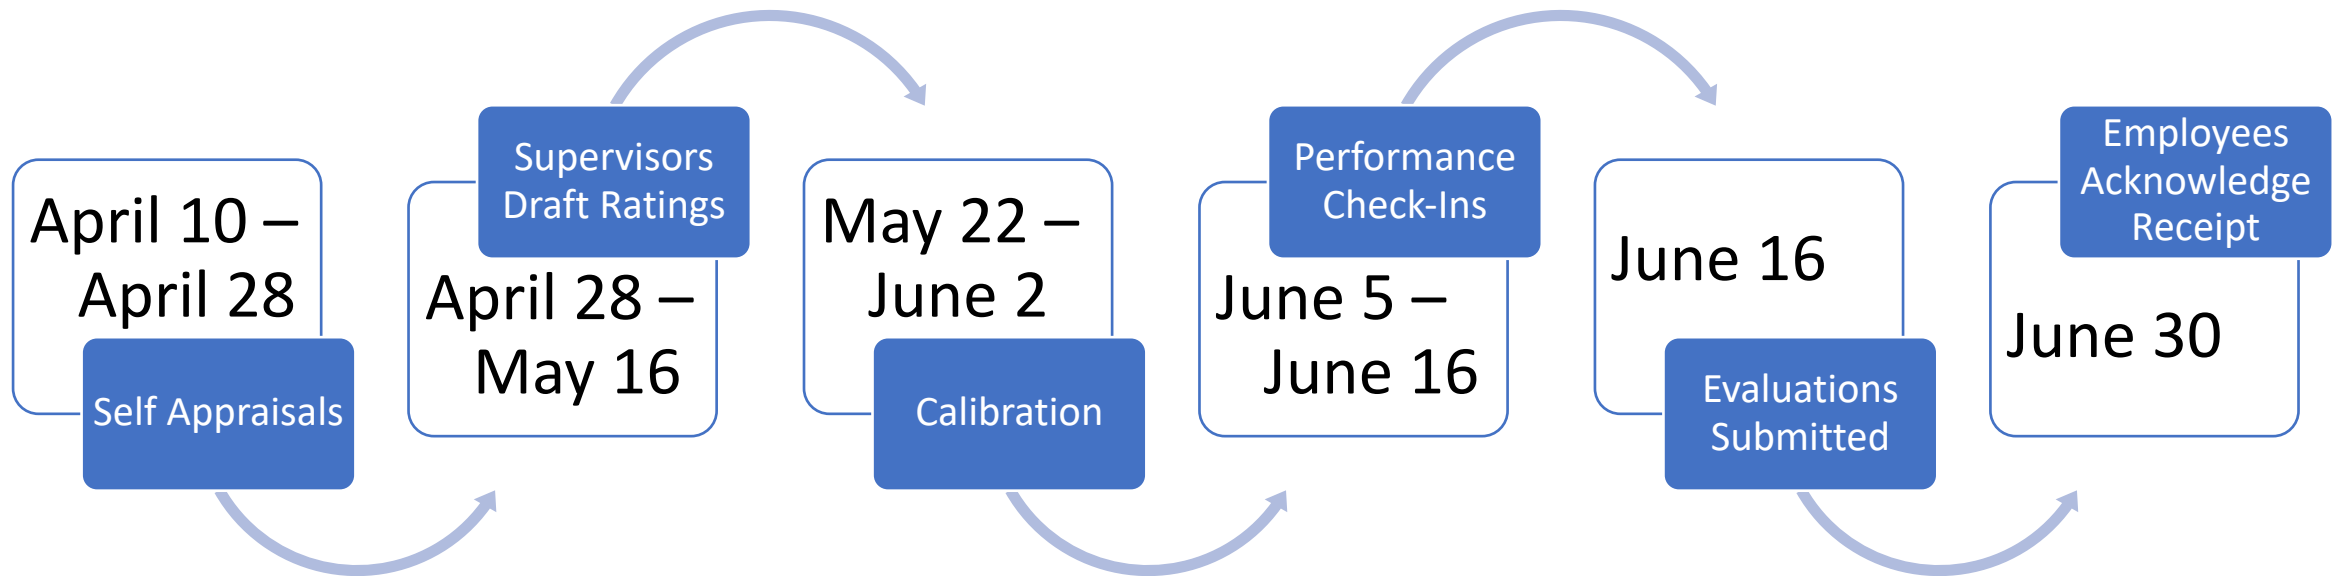 April 10 –
April 28
Self Appraisals
Supervisors
Draft Ratings
April 28 –
May 16
May 22 –
June 2
Calibration
Performance
Check-Ins
June 5 –
June 16
June 16
Evaluations
Submitted
Employees
Acknowledge
Receipt
June 30